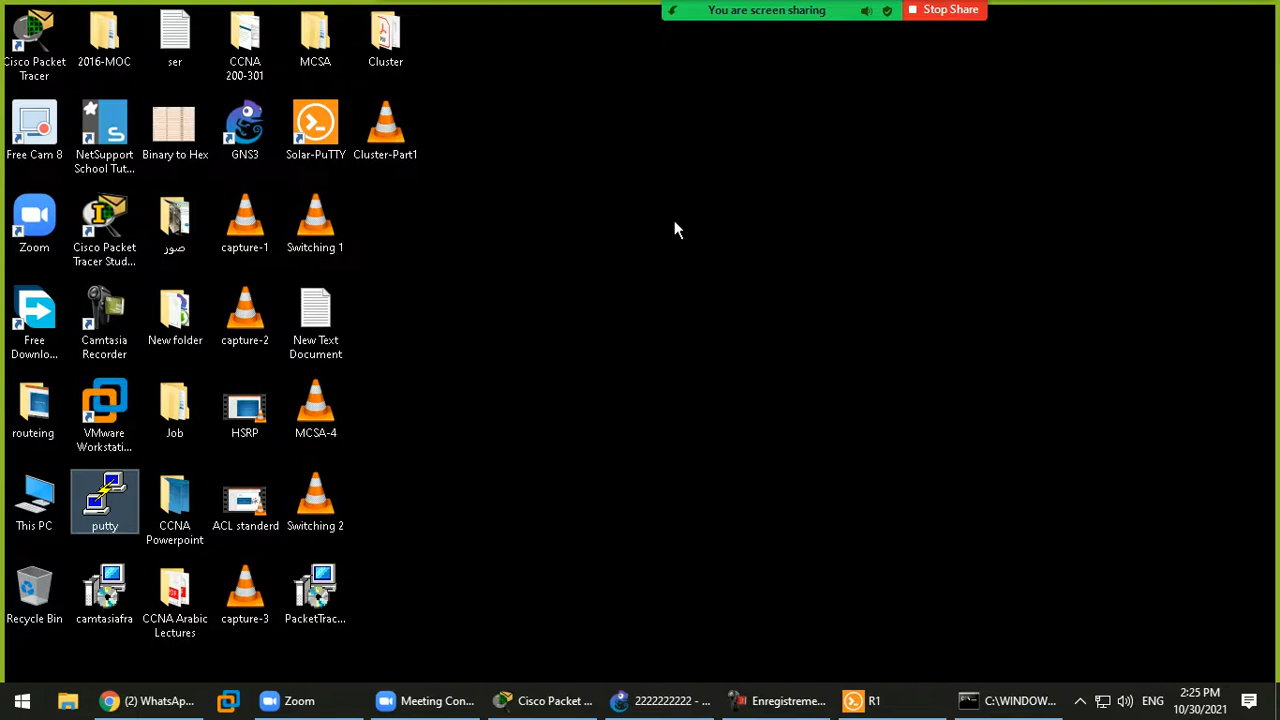 You are screen sharing
Stop Share
Cisco Packet
Tracer
2016-MOC
ser
CCNA
200-301
MCSA
Cluster
Free Cam 8
NetSupport
School Tut...
Binary to Hex
GNS3
Solar-PuTTY
Cluster-Part1
Zoom
Cisco Packet
Tracer Stud...
صور
capture-1
Switching 1
Free
Downlo...
Camtasia
Recorder
New folder
capture-2
New Text
Document
routeing
VMware
Workstati...
Job
HSRP
MCSA-4
This PC
putty
CCNA
Powerpoint
ACL standerd
Switching 2
Recycle Bin
camtasiafra
CCNA Arabic
Lectures
capture-3
PacketTrac...
(2) WhatsAp...
Zoom
Meeting Con...
Cisco Packet ...
2222222222 - ...
Enregistreme...
R1
C:\WINDOW...
ENG
2:25 PM
10/30/2021